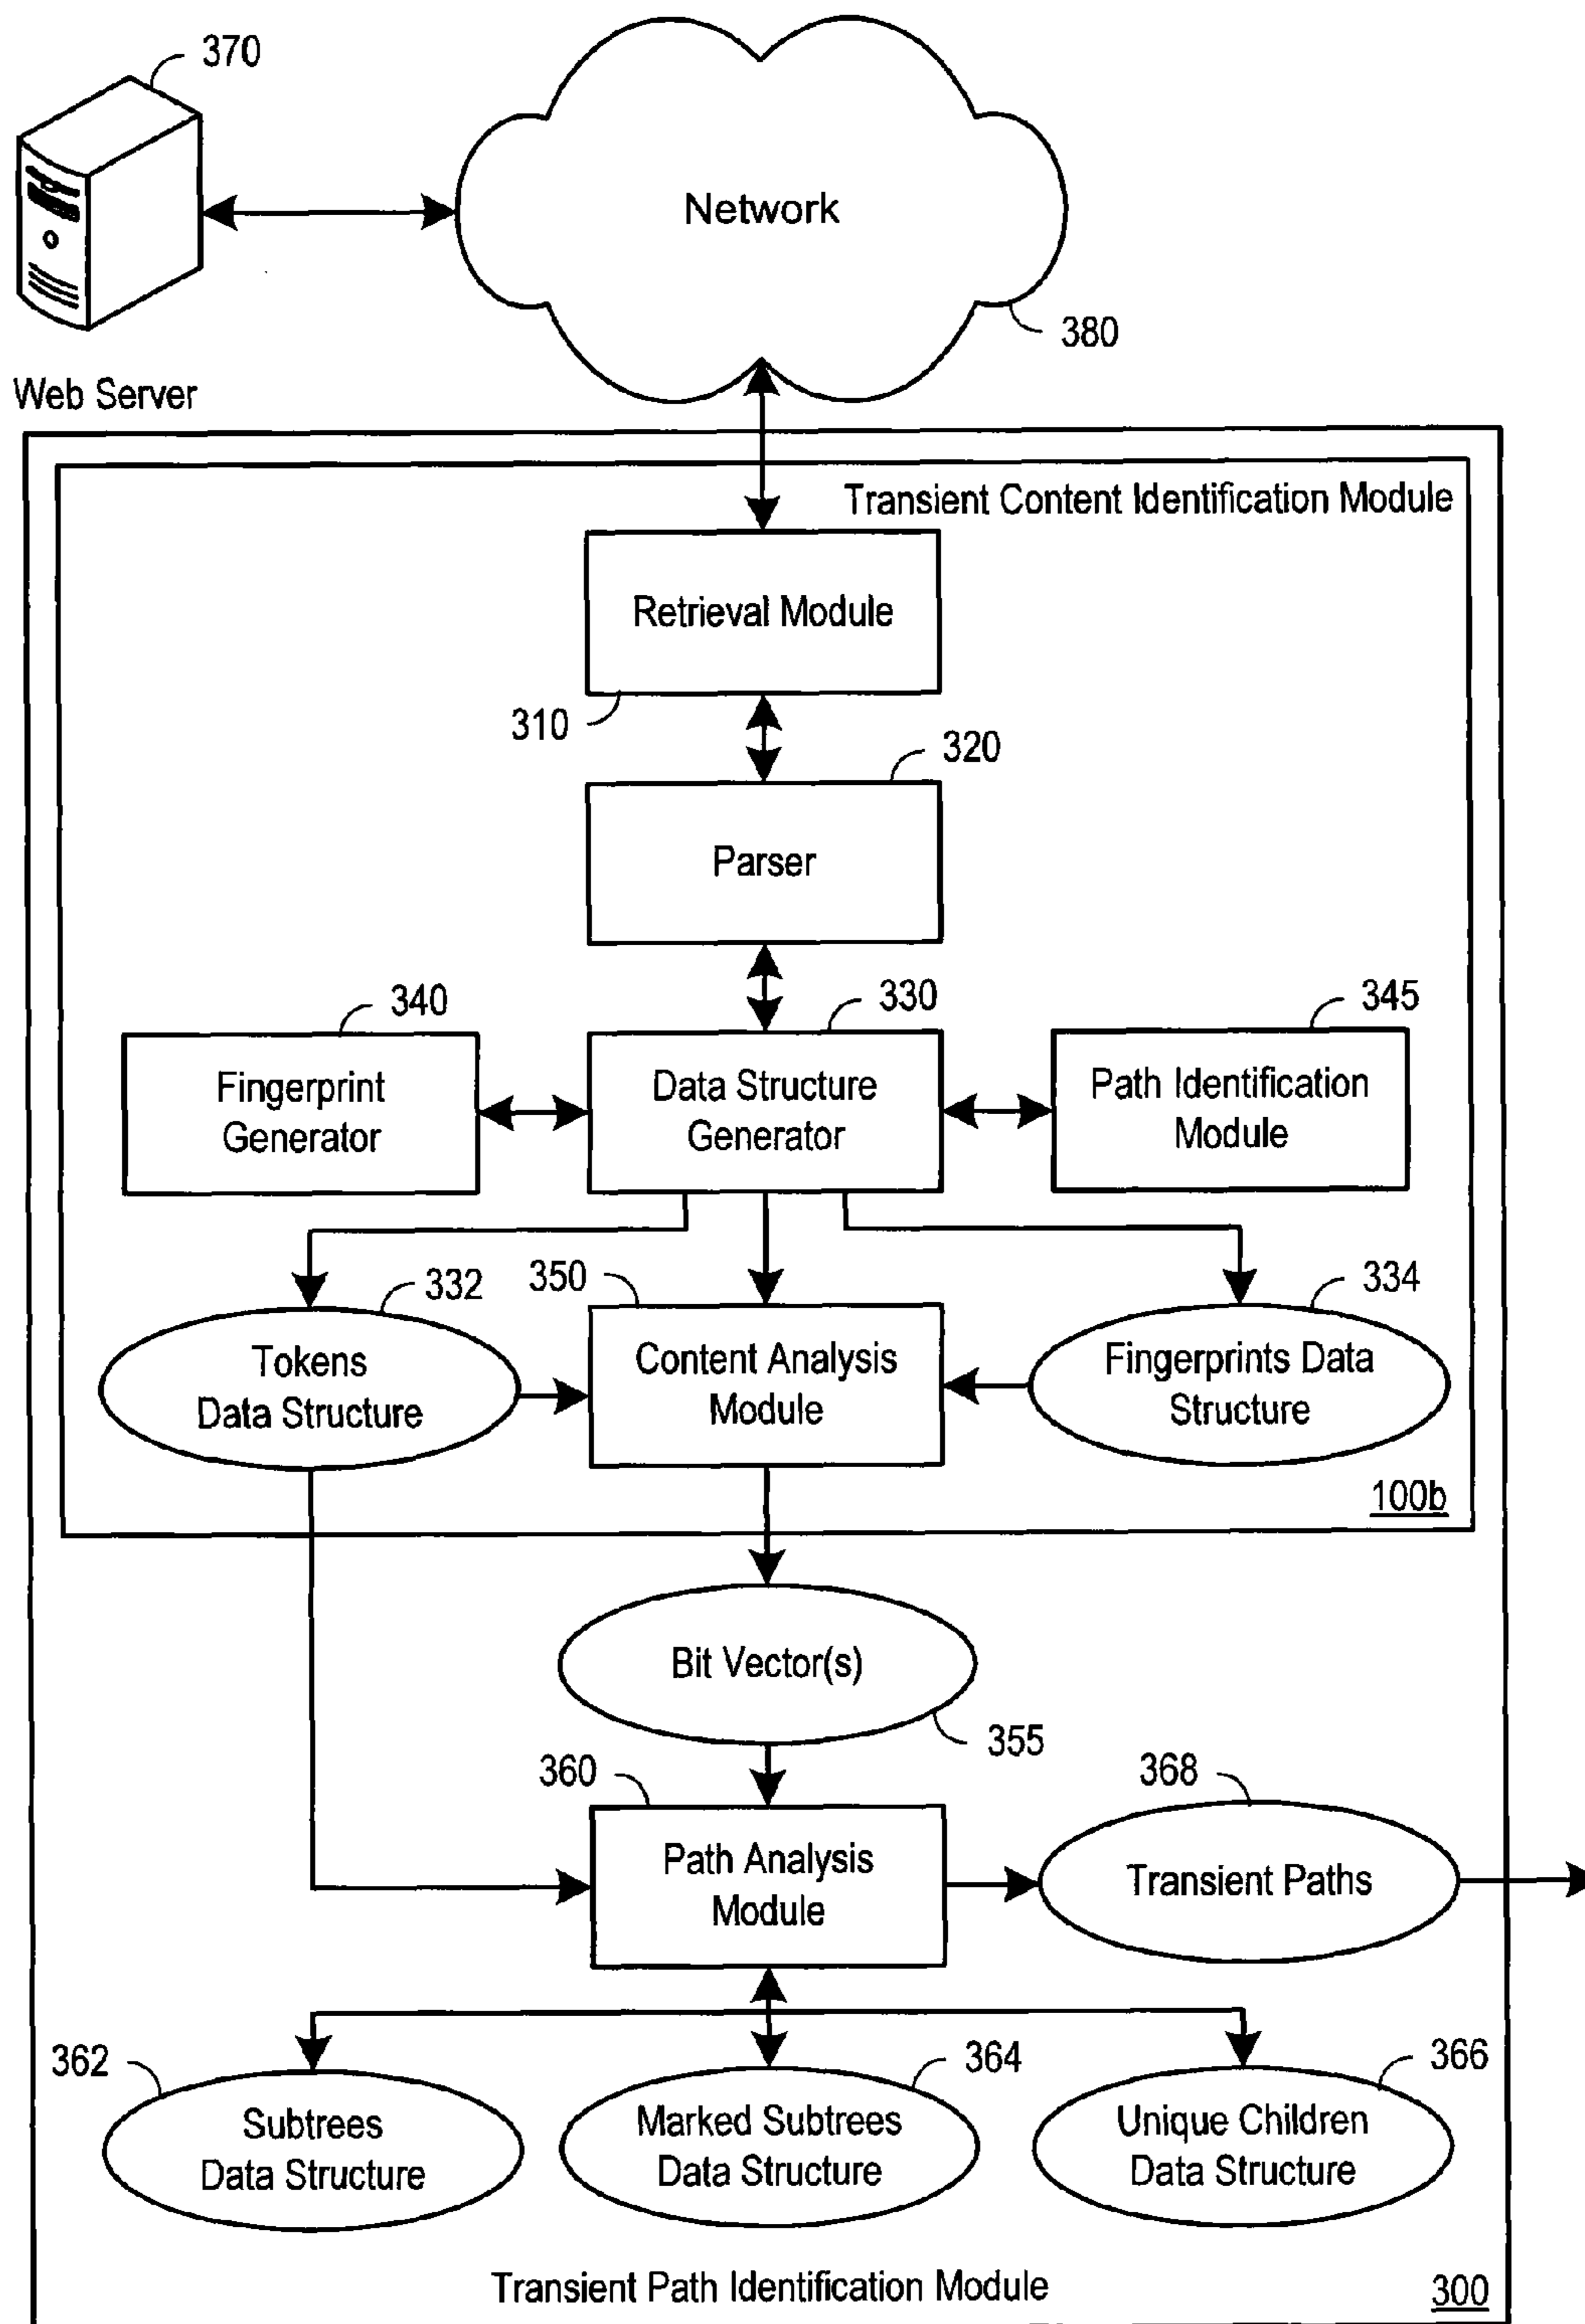 370
Network
380
Web Server
Transient Content Identification Module
Retrieval Module
310
320
Parser
340
330
345
Fingerprint
Generator
Data Structure
Generator
Path Identification
Module
332
350
334
Tokens
Data Structure
Content Analysis
Module
Fingerprints Data
Structure
100b
Bit Vector(s)
355
360
368
Path Analysis
Module
Transient Paths
362
364
366
Subtrees
Data Structure
Marked Subtrees
Data Structure
Unique Children
Data Structure
Transient Path Identification Module
300